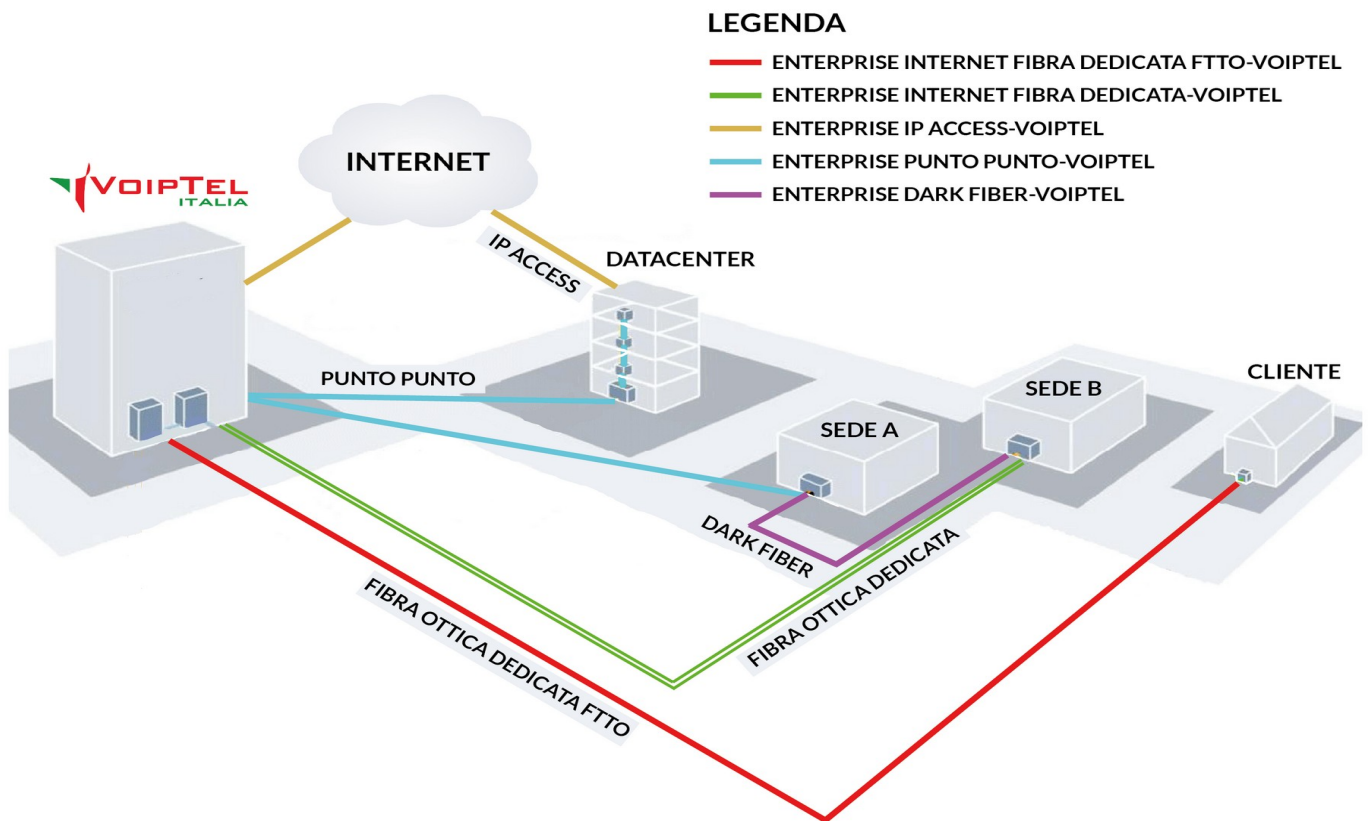 LEGENDA
ENTERPRISE INTERNET FIBRA DEDICATA FTTO-VOIPTEL
ENTERPRISE INTERNET FIBRA DEDICATA-VOIPTEL
ENTERPRISE IP ACCESS-VOIPTEL
ENTERPRISE PUNTO PUNTO-VOIPTEL
ENTERPRISE DARK FIBER-VOIPTEL
INTERNET
VOIPTEL
ITALIA
IP ACCESS
DATACENTER
PUNTO PUNTO
SEDE A
SEDE B
CLIENTE
DARK FIBER
FIBRA OTTICA DEDICATA
FIBRA OTTICA DEDICATA FTTO